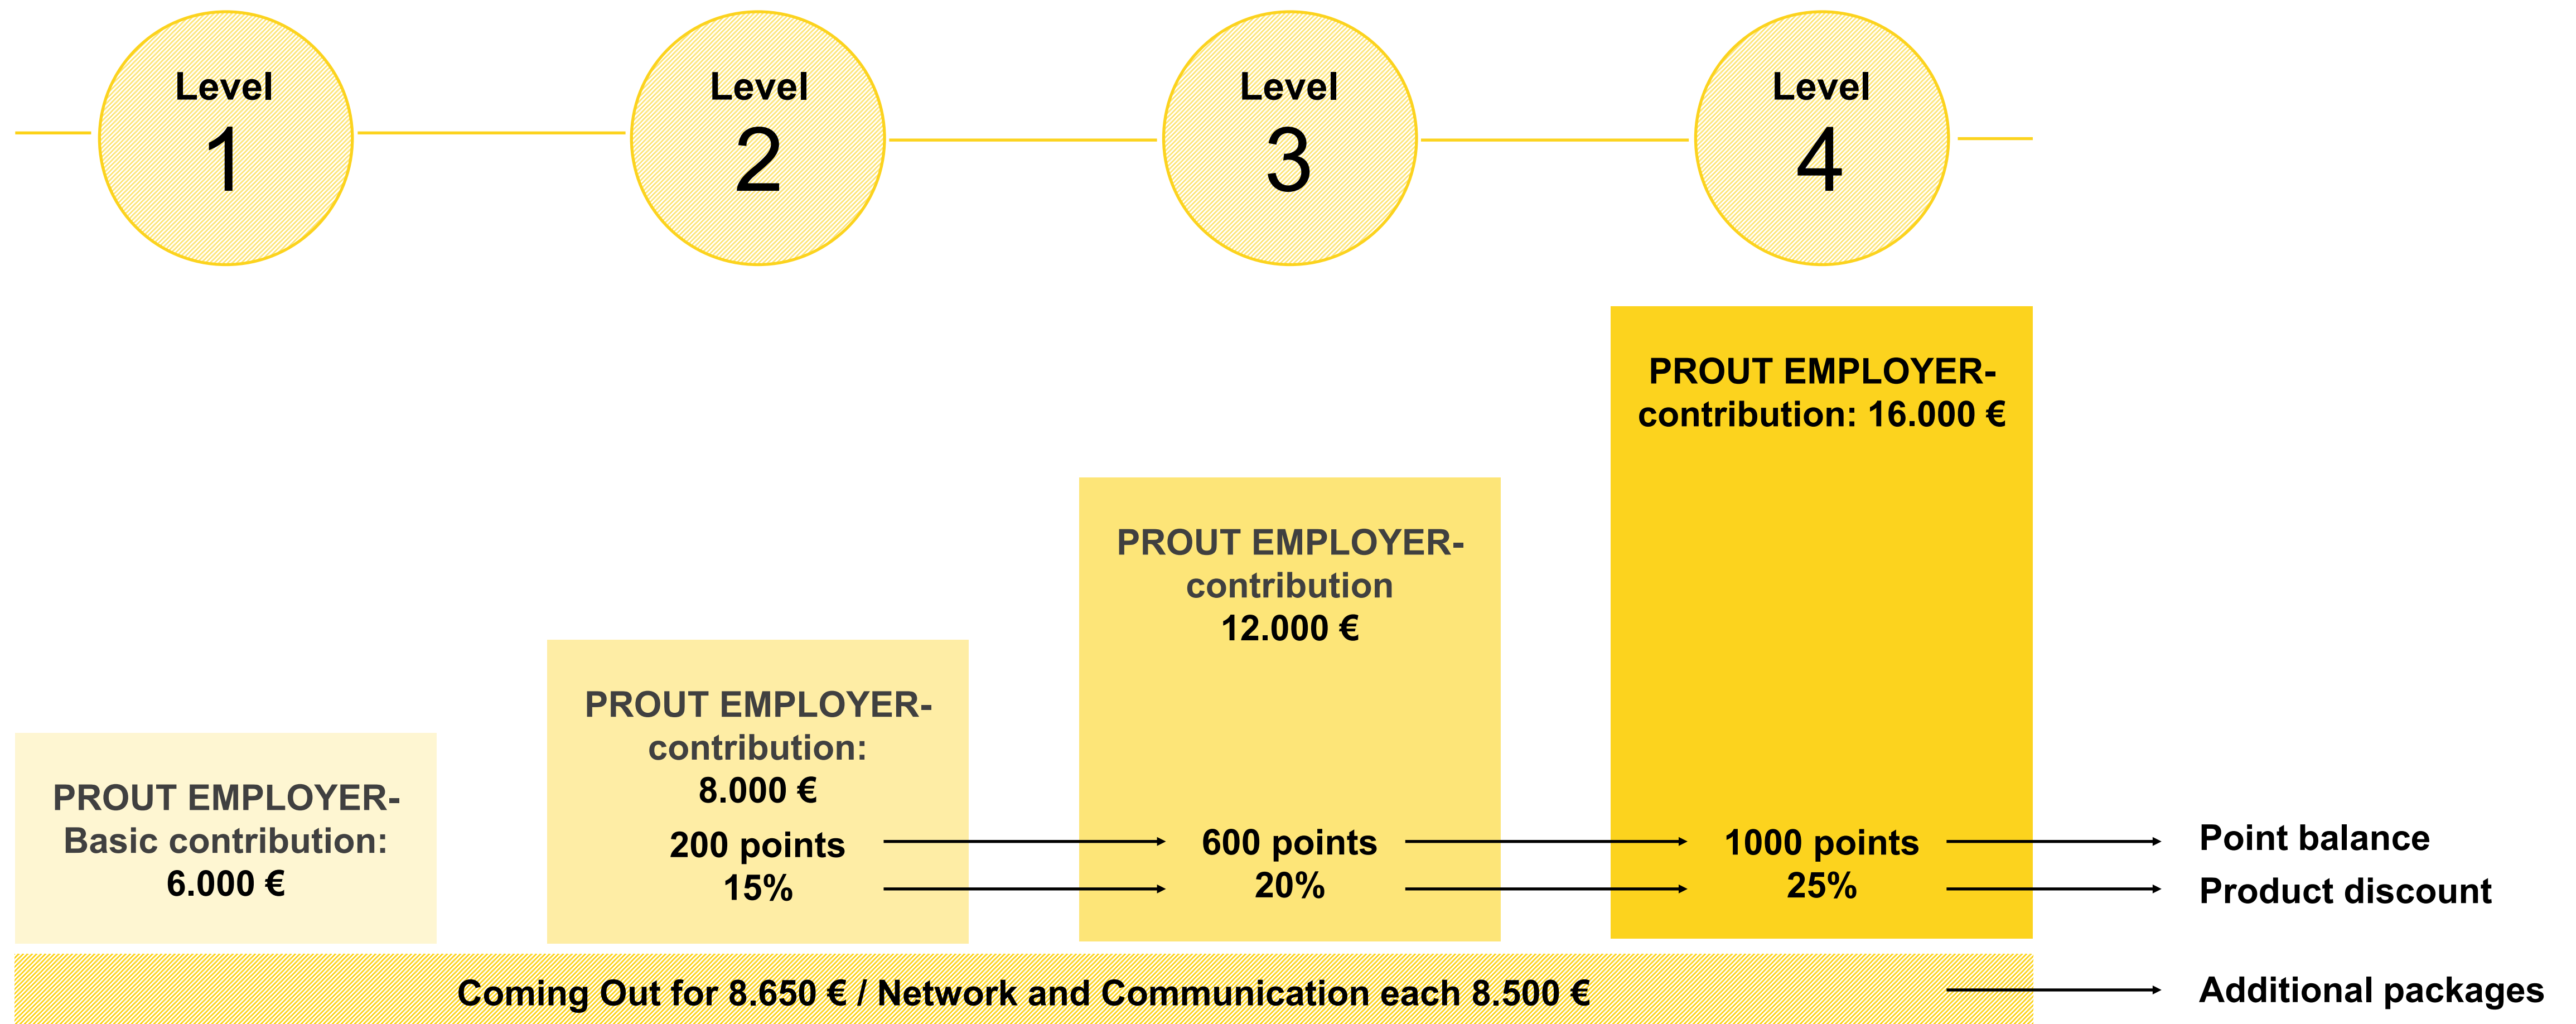 Level
1
Level
2
Level
3
Level
4
PROUT EMPLOYER-
Basic contribution:
6.000 €
PROUT EMPLOYER-
contribution:
8.000 €
200 points
15%
PROUT EMPLOYER-
contribution
12.000 €
600 points
20%
PROUT EMPLOYER-
contribution: 16.000 €
1000 points
25%
Point balance
Product discount
Coming Out for 8.650 € / Network and Communication each 8.500 €
Additional packages